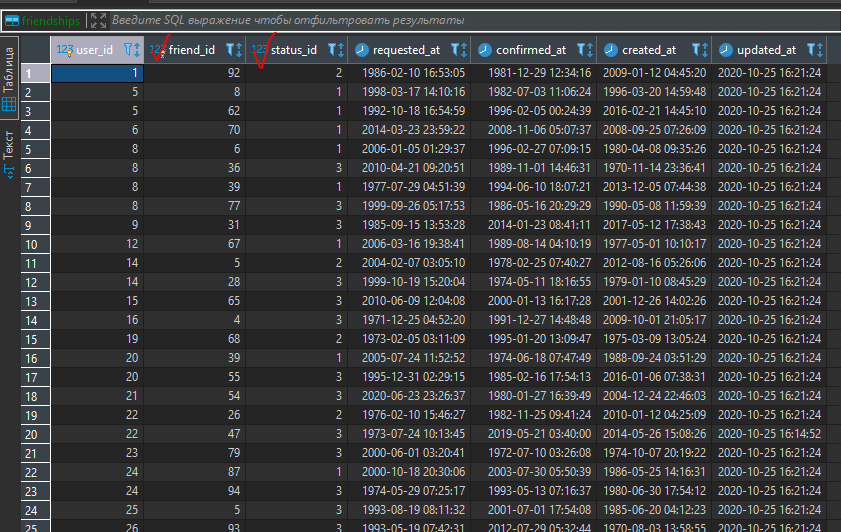 friendships Введите SQL выражение чтобы отфильтровать результаты
Таблица
Текст
123 user_id 123 friend_id 123 status_id requested_at confirmed_at created_at updated_at
1 1 92 2 1986-02-10 16:53:05 1981-12-29 12:34:16 2009-01-12 04:45:20 2020-10-25 16:21:24
2 5 8 1 1998-03-17 14:10:16 1982-07-03 11:06:24 1996-03-20 14:59:48 2020-10-25 16:21:24
3 5 62 1 1992-10-18 16:54:59 1996-02-05 00:24:39 2016-02-21 14:45:10 2020-10-25 16:21:24
4 6 70 1 2014-03-23 23:59:22 2008-11-06 05:07:37 2008-09-25 07:26:09 2020-10-25 16:21:24
5 8 6 1 2006-01-05 01:29:37 1996-02-27 07:09:15 1980-04-08 09:35:26 2020-10-25 16:21:24
6 8 36 3 2010-04-21 09:20:51 1989-11-01 14:46:31 1970-11-14 23:36:41 2020-10-25 16:21:24
7 8 39 1 1977-07-29 04:51:39 1994-06-10 18:07:21 2013-12-05 07:44:38 2020-10-25 16:21:24
8 8 77 3 1999-09-26 05:17:53 1986-05-16 20:29:29 1990-05-08 11:59:39 2020-10-25 16:21:24
9 9 31 3 1985-09-15 13:53:28 2014-01-23 08:41:11 2017-05-12 17:38:43 2020-10-25 16:21:24
10 12 67 1 2006-03-16 19:38:41 1989-08-14 04:10:19 1977-05-01 10:10:17 2020-10-25 16:21:24
11 14 5 2 2004-02-07 03:05:10 1978-02-25 07:40:27 2012-08-16 05:26:06 2020-10-25 16:21:24
12 14 28 3 1999-10-19 15:20:04 1974-05-11 18:16:55 1979-01-10 08:45:29 2020-10-25 16:21:24
13 15 65 3 2010-06-09 12:04:08 2000-01-13 16:17:28 2001-12-26 14:02:26 2020-10-25 16:21:24
14 16 4 3 1971-12-25 04:52:20 1991-12-27 14:48:48 2009-10-01 21:05:17 2020-10-25 16:21:24
15 19 68 2 1973-02-05 03:11:09 1995-01-20 13:09:47 1975-03-09 13:05:24 2020-10-25 16:21:24
16 20 39 1 2005-07-24 11:52:52 1974-06-18 07:47:49 1988-09-24 03:51:29 2020-10-25 16:21:24
17 20 55 3 1995-12-31 02:29:15 1985-02-16 17:54:13 2016-01-06 07:38:31 2020-10-25 16:21:24
18 21 54 3 2020-06-23 23:26:37 1980-01-27 16:39:49 2004-12-24 22:46:03 2020-10-25 16:21:24
19 22 26 2 1976-02-10 15:46:27 1982-11-25 09:41:24 2010-01-12 04:25:09 2020-10-25 16:21:24
20 22 47 3 1973-07-24 10:13:45 2019-05-21 03:40:00 2014-05-26 15:08:26 2020-10-25 16:14:52
21 23 79 3 2000-06-01 03:20:41 1972-07-10 03:26:08 1974-10-07 20:19:22 2020-10-25 16:21:24
22 24 87 1 2000-10-18 20:30:06 2003-07-30 05:50:39 1986-05-25 14:16:31 2020-10-25 16:21:24
23 24 94 3 1974-05-29 07:25:17 1993-05-13 07:16:37 1980-06-30 17:54:12 2020-10-25 16:21:24
24 25 5 3 1993-08-19 08:11:32 2001-07-01 17:54:08 1985-06-20 04:12:23 2020-10-25 16:21:24
25 26 93 3 1993-05-19 07:42:31 2012-07-29 05:32:44 1970-08-03 13:58:55 2020-10-25 16:21:24